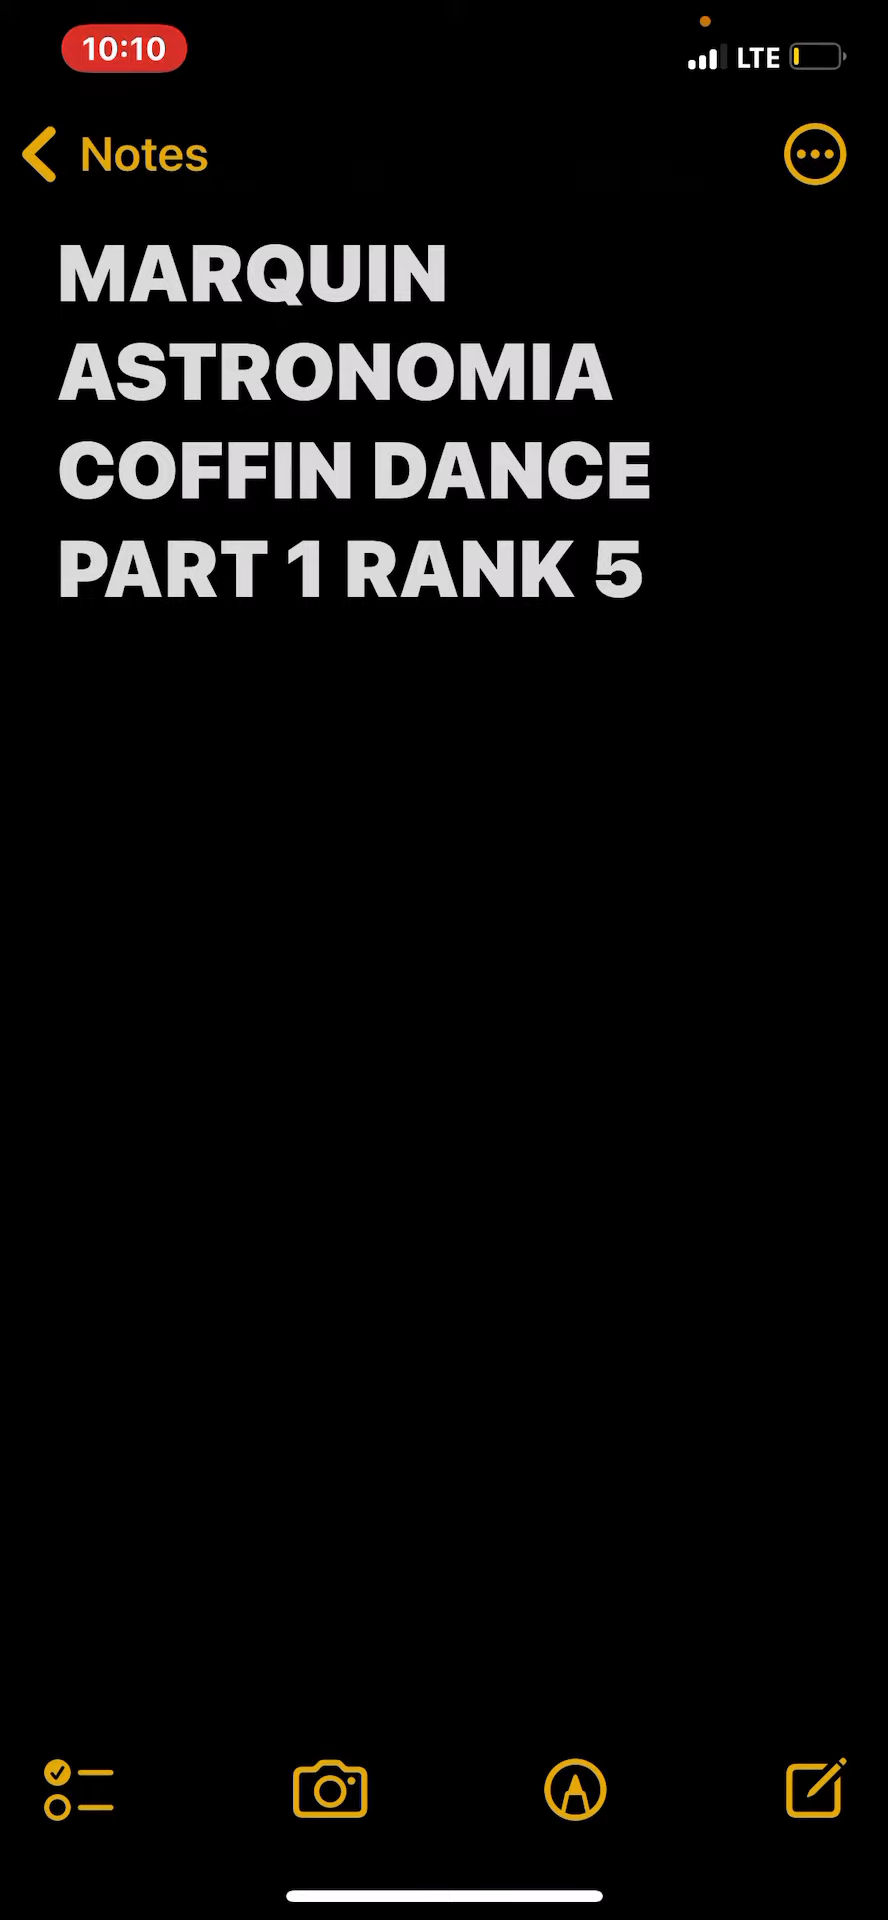 10:10
LTE
Notes
MARQUIN
ASTRONOMIA
COFFIN DANCE
PART 1 RANK 5